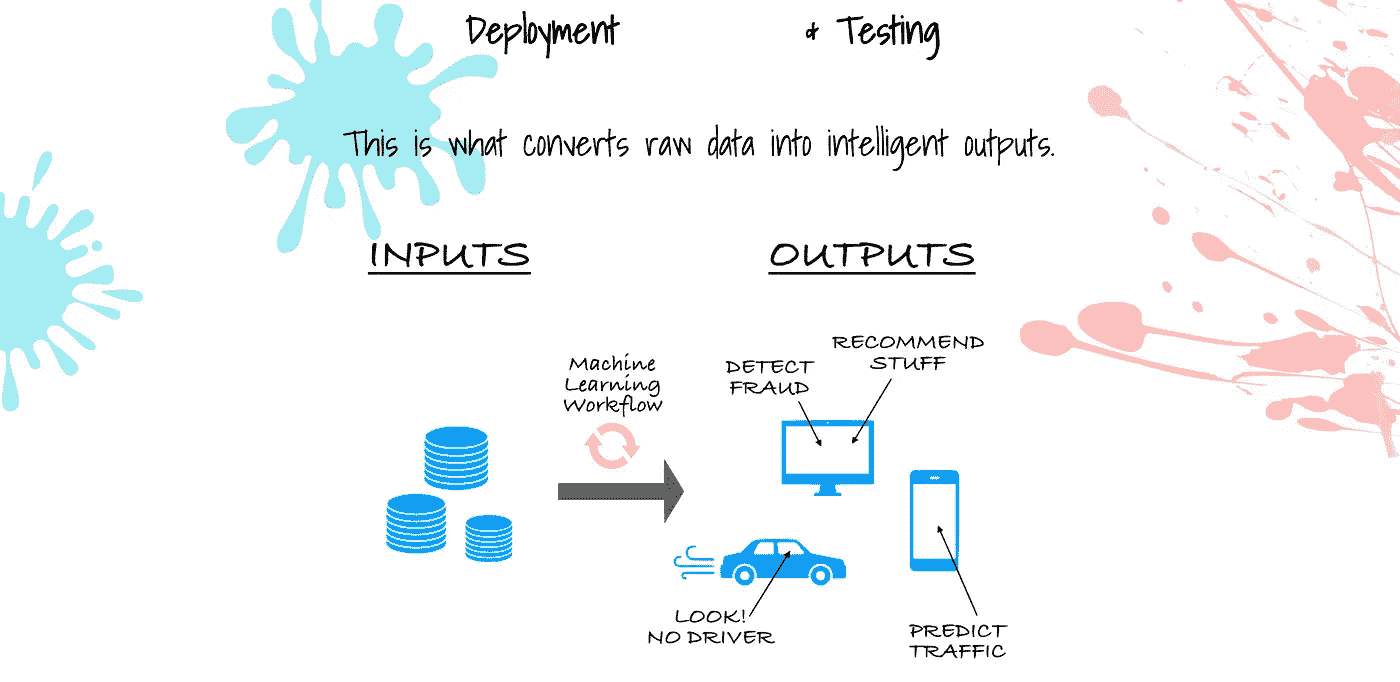 Deployment & Testing
This is what converts raw data into intelligent outputs.
INPUTS
OUTPUTS
Machine
Learning
Workflow
DETECT
FRAUD
RECOMMEND
STUFF
LOOK!
NO DRIVER
PREDICT
TRAFFIC